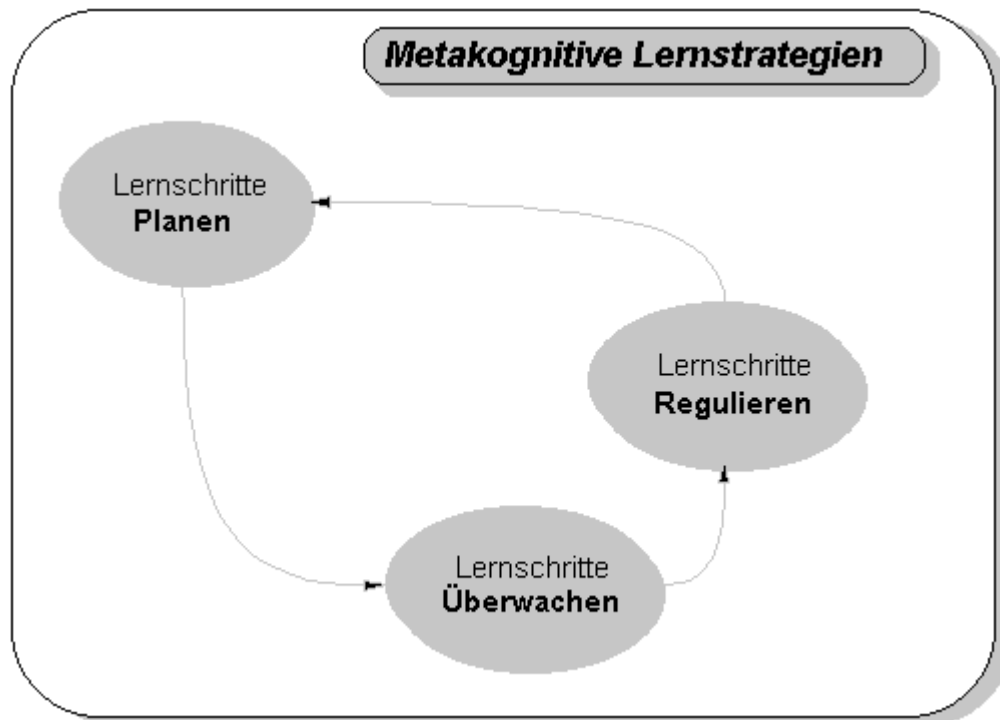 Metakognitive Lernstrategien
Lernschritte
Planen
Lernschritte
Regulieren
Lernschritte
Überwachen